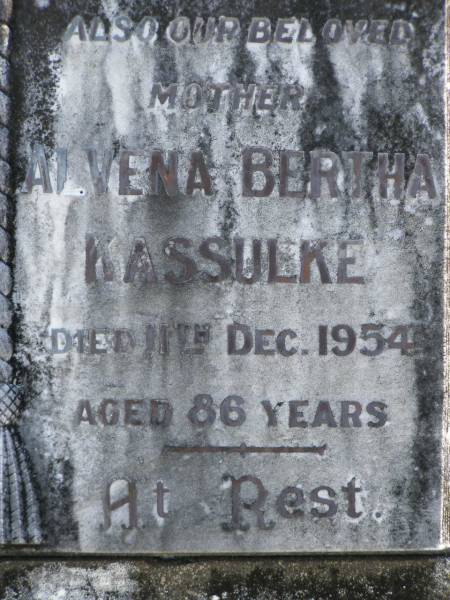 ALSO OUR BELOVED
MOTHER
ALVENA BERTHA
KASSULKE
DIED 11TH DEC. 1954
AGED 86 YEARS
At Rest.